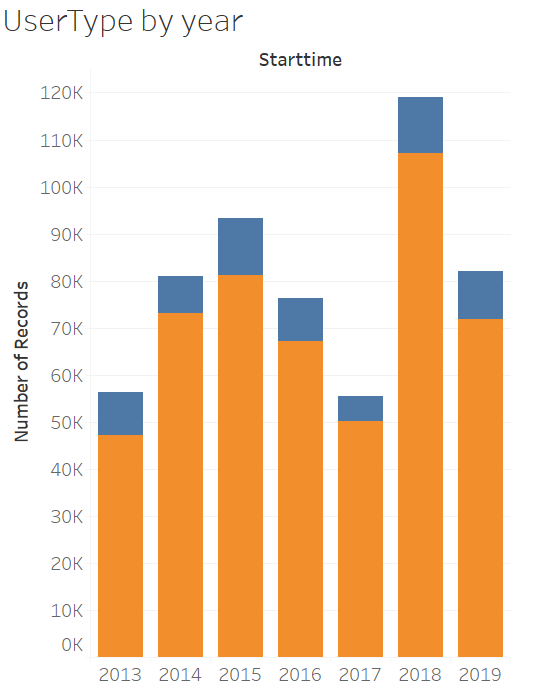 UserType by year
Starttime
Number of Records
120K
110K
100K
90K
80K
70K
60K
50K
40K
30K
20K
10K
0K
2013 2014 2015 2016 2017 2018 2019